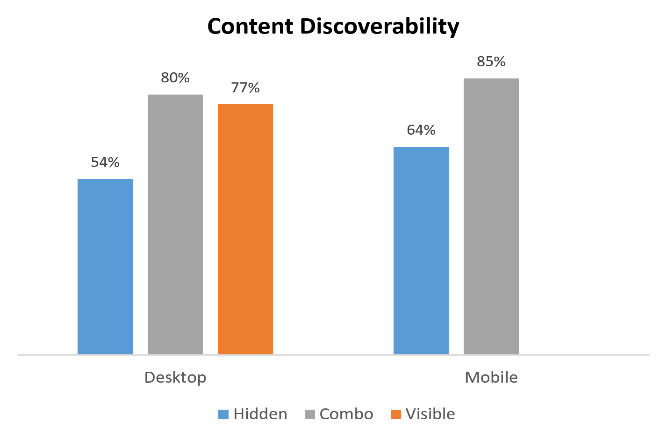 Content Discoverability
85%
80%
77%
64%
54%
Desktop
Mobile
Hidden Combo Visible